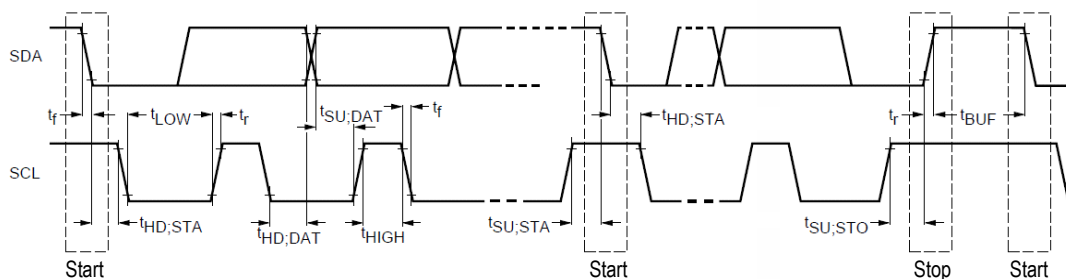 SDA
tf tLOW tr tSU;DAT tf tHD;STA tr tBUF
SCL
tHD;STA tHD;DAT tHIGH tSU;STA tSU;STO
Start Start Stop Start